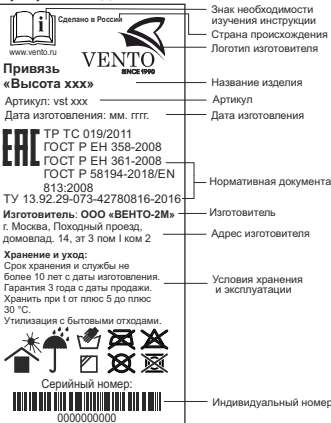 Сделано в России
www.vento.ru
VENTO
SINCE 1990
Привязь
«Высота ххх»
Артикул: vst xxx
Дата изготовления: мм. гггг.
EAC
ТР ТС 019/2011
ГОСТ Р ЕН 358-2008
ГОСТ Р ЕН 361-2008
ГОСТ Р 58194-2018/EN
813:2008
ТУ 13.92.29-073-42780816-2016
Изготовитель: ООО «ВЕНТО-2М»
г. Москва, Походный проезд,
домовлад. 14, эт 3 пом I ком 2
Хранение и уход:
Срок хранения и службы не
более 10 лет с даты изготовления.
Гарантия 3 года с даты продажи.
Хранить при t от плюс 5 до плюс
30 °C.
Утилизация с бытовыми отходами.
Серийный номер:
0000000000
Знак необходимости
изучения инструкции
Страна происхождения
Логотип изготовителя
Название изделия
Артикул
Дата изготовления
Нормативная документа
Изготовитель
Адрес изготовителя
Условия хранения
и эксплуатации
Индивидуальный номер